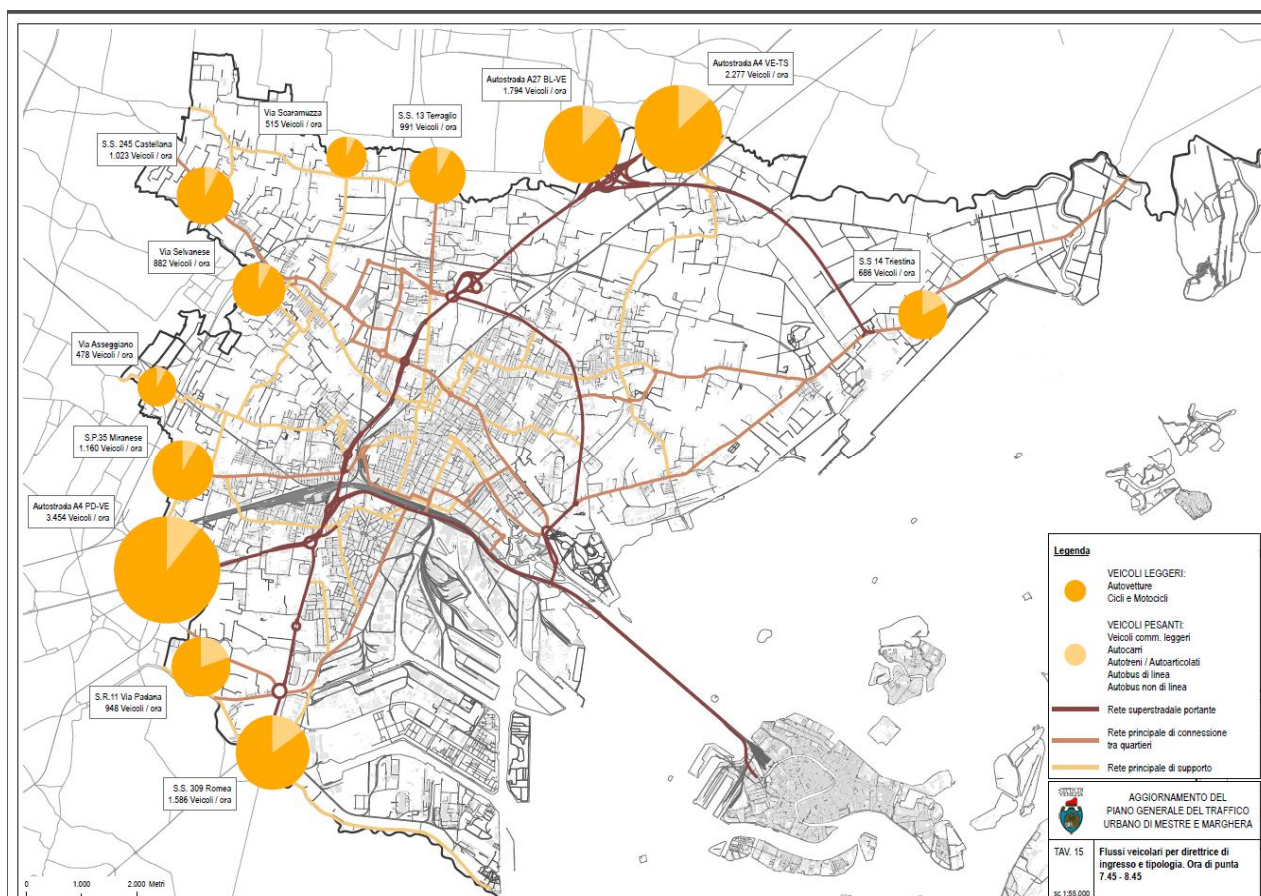 Autostrada A4 VE-TS
2.277 Veicoli / ora
Autostrada A27 BL-VE
1.794 Veicoli / ora
Via Scaramuzza
515 Veicoli / ora
S.S. 13 Terraglio
991 Veicoli / ora
S.S. 245 Castellana
1.023 Veicoli / ora
Via Selvanese
882 Veicoli / ora
S.S 14 Triestina
686 Veicoli / ora
Via Asseggiano
478 Veicoli / ora
S.P.35 Miranese
1.160 Veicoli / ora
Autostrada A4 PD-VE
3.454 Veicoli / ora
S.R.11 Via Padana
948 Veicoli / ora
S.S. 309 Romea
1.586 Veicoli / ora
0 1.000 2.000 Metri
Legenda
VEICOLI LEGGERI:
Autovetture
Cicli e Motocicli
VEICOLI PESANTI:
Veicoli comm. leggeri
Autocarri
Autotreni / Autoarticolati
Autobus di linea
Autobus non di linea
Rete superstradale portante
Rete principale di connessione
tra quartieri
Rete principale di supporto
AGGIORNAMENTO DEL
PIANO GENERALE DEL TRAFFICO
URBANO DI MESTRE E MARGHERA
TAV. 15
Flussi veicolari per direttrice di
ingresso e tipologia. Ora di punta
7.45 - 8.45
sc 1:55.000